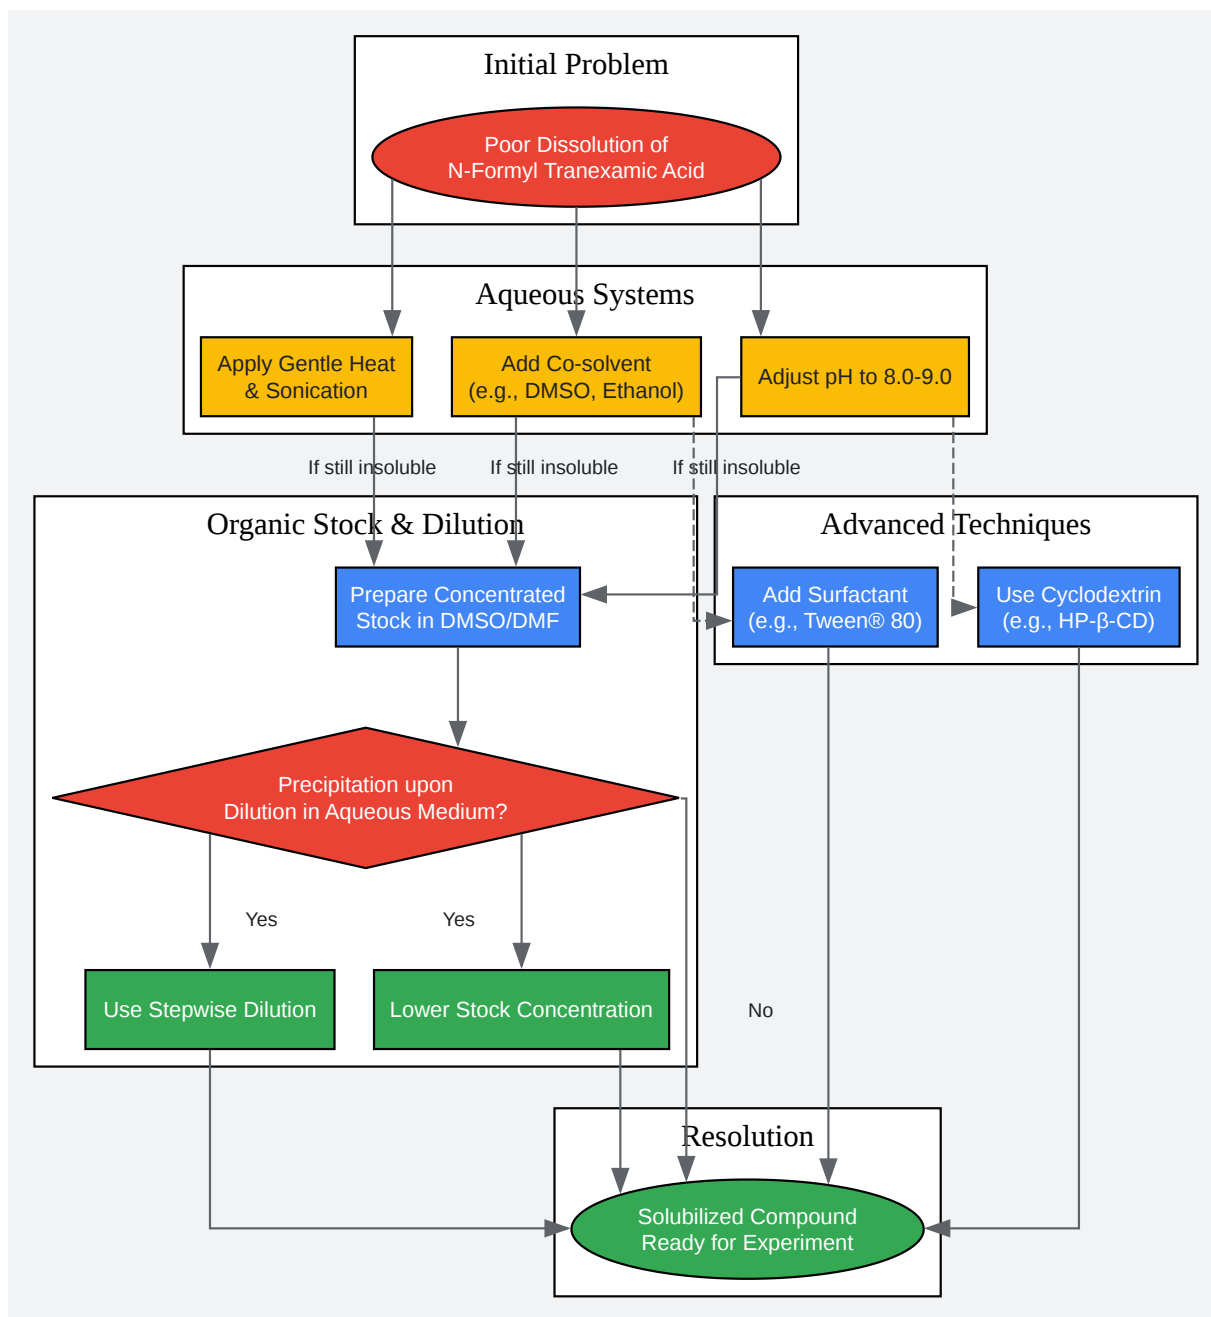 Initial Problem
Poor Dissolution of
N-Formyl Tranexamic Acid
Aqueous Systems
Apply Gentle Heat
& Sonication
Add Co-solvent
(e.g., DMSO, Ethanol)
Adjust pH to 8.0-9.0
If still insoluble
If still insoluble
If still insoluble
Organic Stock & Dilution
Prepare Concentrated
Stock in DMSO/DMF
Advanced Techniques
Add Surfactant
(e.g., Tween® 80)
Use Cyclodextrin
(e.g., HP-β-CD)
Precipitation upon
Dilution in Aqueous Medium?
Yes
Yes
Use Stepwise Dilution
Lower Stock Concentration
No
Resolution
Solubilized Compound
Ready for Experiment